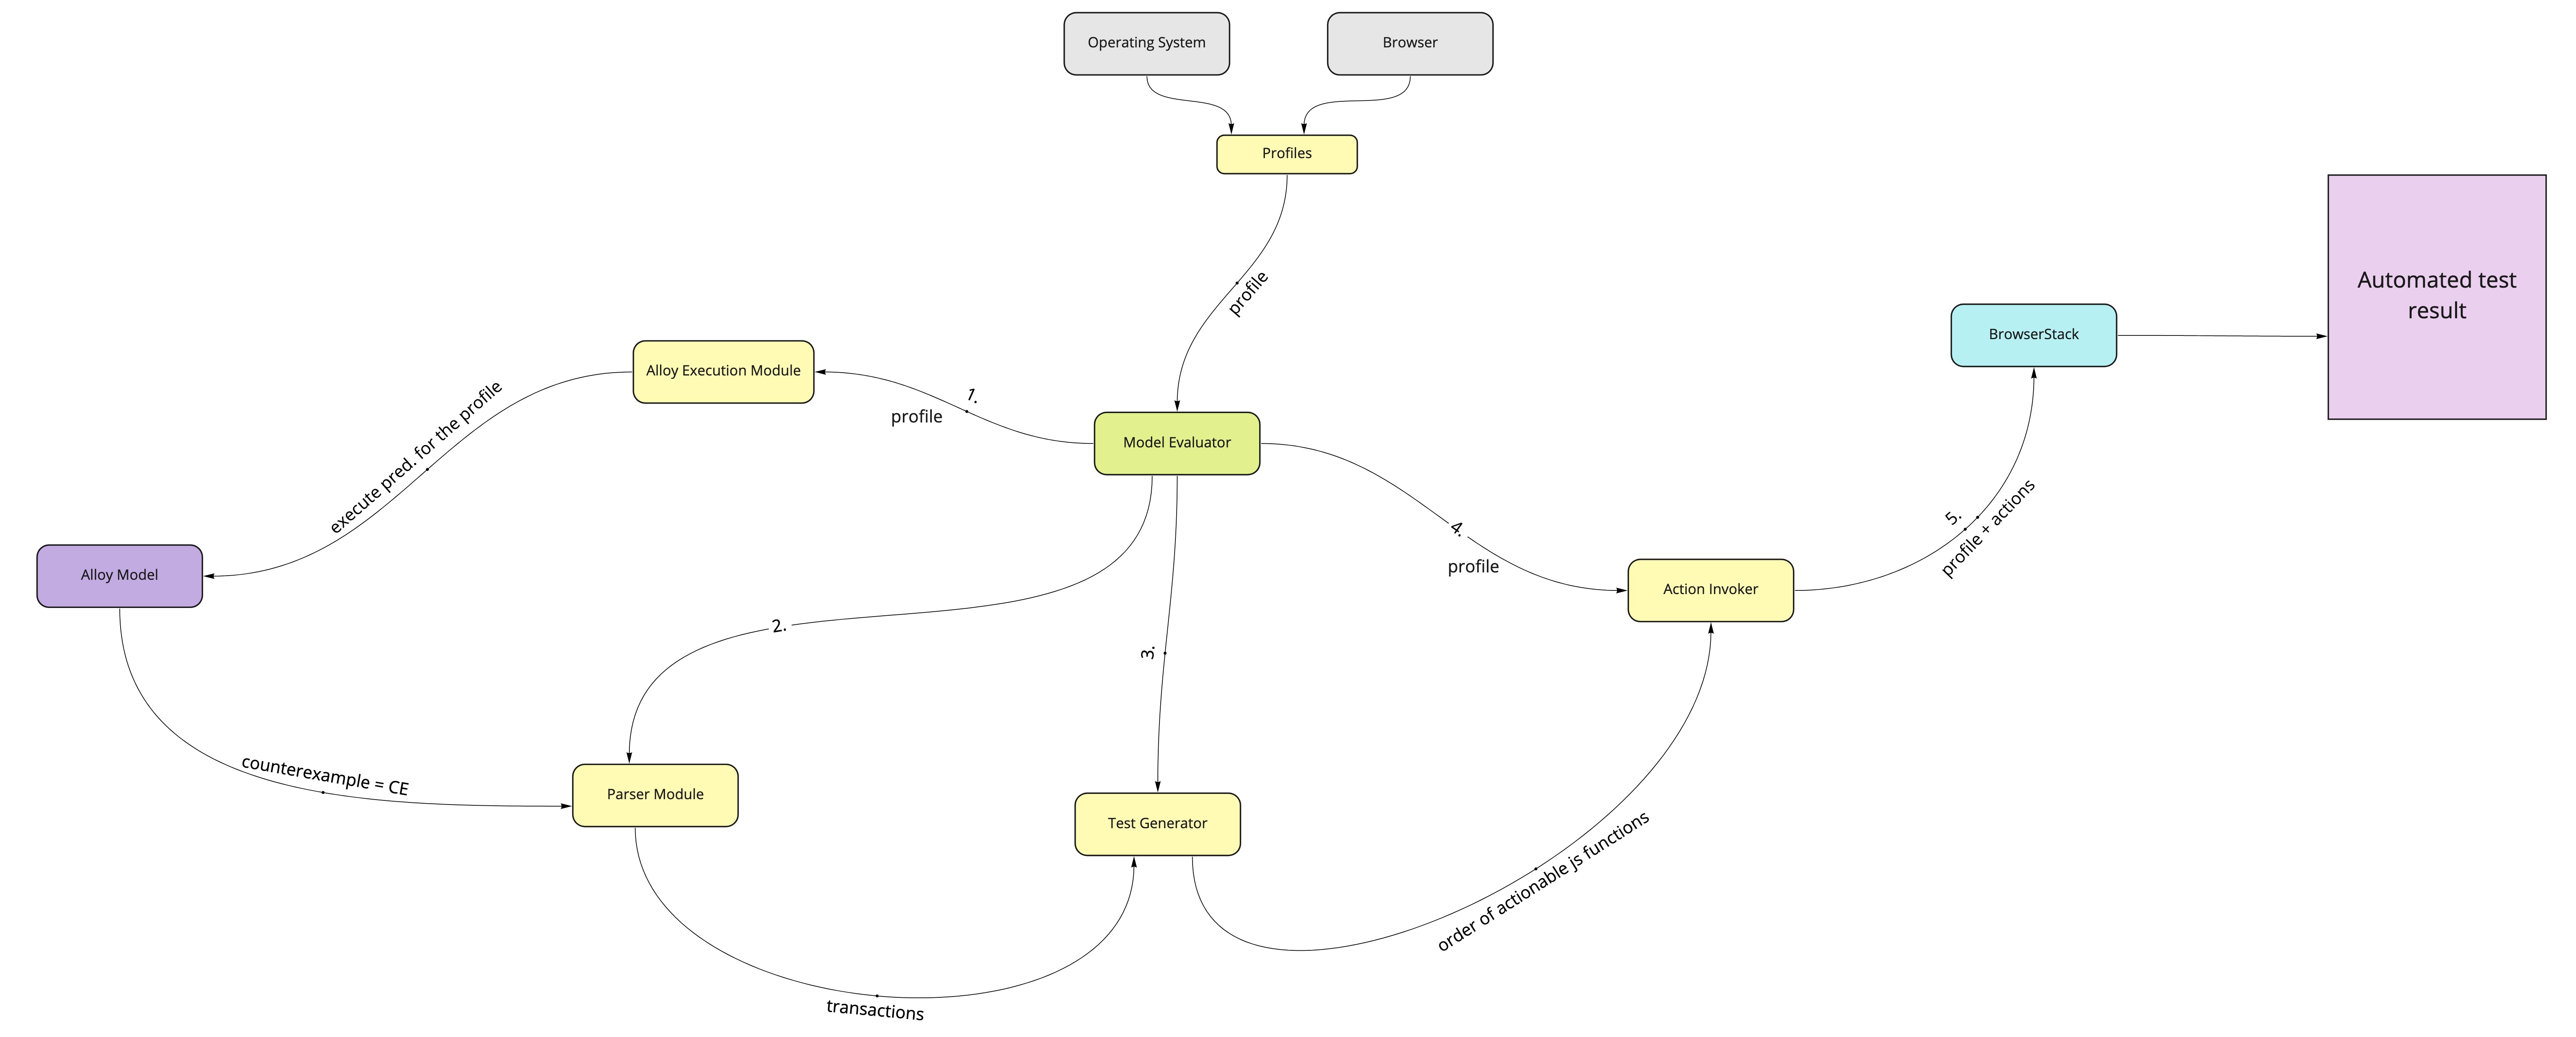 Operating System
Browser
Profiles
profile
Automated test
result
BrowserStack
Alloy Execution Module
1.
profile
Model Evaluator
execute pred. for the profile
4.
profile
5.
profile + actions
Alloy Model
Action Invoker
2.
3.
counterexample = CE
Parser Module
Test Generator
order of actionable js functions
transactions